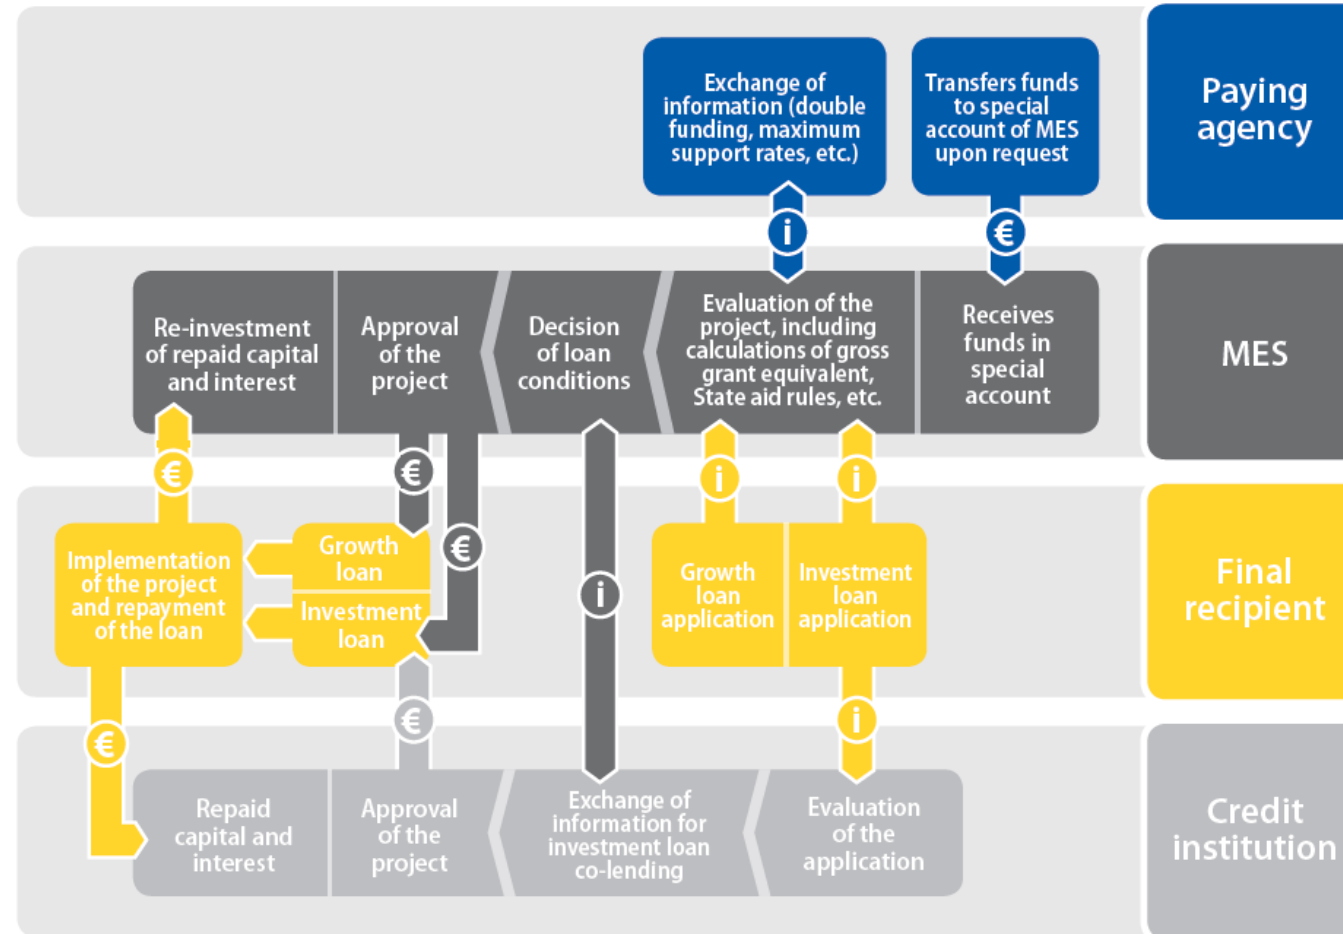 Exchange of
information (double
funding, maximum
support rates, etc.)
Transfers funds
to special
account of MES
upon request
Paying
agency
i
€
Re-investment
of repaid capital
and interest
Approval
of the
project
Decision
of loan
conditions
Evaluation of the
project, including
calculations of gross
grant equivalent,
State aid rules, etc.
Receives
funds in
special
account
MES
€
€
€
i
i
i
Implementation
of the project
and repayment
of the loan
Growth
loan
Investment
loan
Growth
loan
application
Investment
loan
application
Final
recipient
€
€
i
Repaid
capital and
interest
Approval
of the
project
Exchange of
information for
investment loan
co-lending
Evaluation
of the
application
Credit
institution